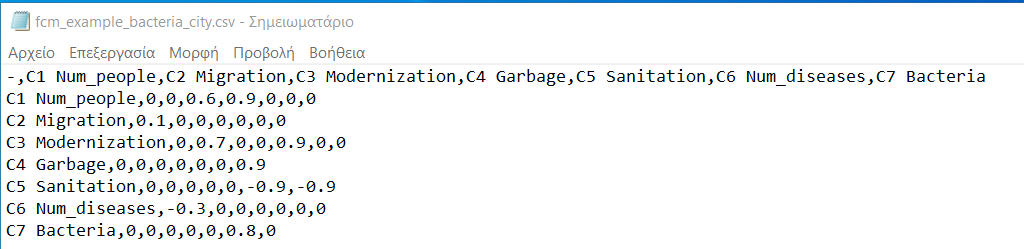 fcm_example_bacteria_city.csv - Σημειωματάριο
Αρχείο Επεξεργασία Μορφή Προβολή Βοήθεια
-,C1 Num_people,C2 Migration,C3 Modernization,C4 Garbage,C5 Sanitation,C6 Num_diseases,C7 Bacteria
C1 Num_people,0,0,0.6,0.9,0,0,0
C2 Migration,0.1,0,0,0,0,0,0
C3 Modernization,0,0.7,0,0,0.9,0,0
C4 Garbage,0,0,0,0,0,0,0.9
C5 Sanitation,0,0,0,0,0,-0.9,-0.9
C6 Num_diseases,-0.3,0,0,0,0,0,0
C7 Bacteria,0,0,0,0,0,0.8,0